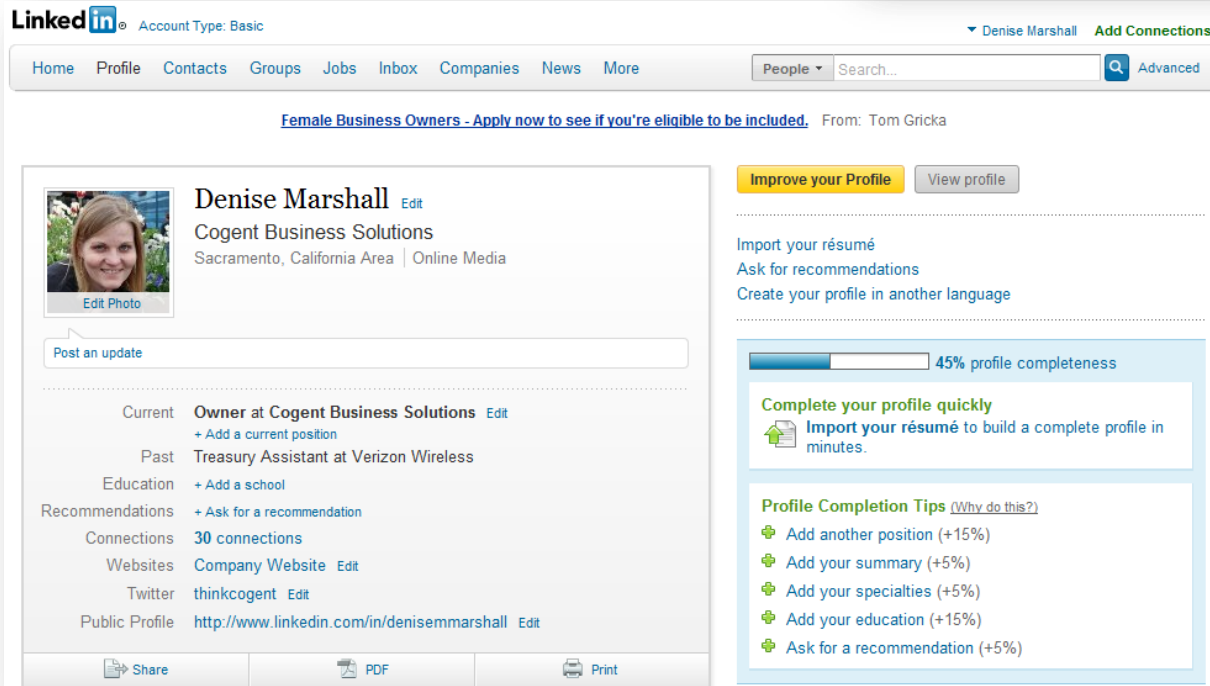 Linked in®
Account Type: Basic
Denise Marshall Add Connections
Home Profile Contacts Groups Jobs Inbox Companies News More
People Search... Advanced
Female Business Owners - Apply now to see if you're eligible to be included. From: Tom Gricka
Denise Marshall Edit
Cogent Business Solutions
Sacramento, California Area | Online Media
Edit Photo
Post an update
Current Owner at Cogent Business Solutions Edit
+ Add a current position
Past Treasury Assistant at Verizon Wireless
Education + Add a school
Recommendations + Ask for a recommendation
Connections 30 connections
Websites Company Website Edit
Twitter thinkcogent Edit
Public Profile http://www.linkedin.com/in/denisemmarshall Edit
Share PDF Print
Improve your Profile View profile
Import your résumé
Ask for recommendations
Create your profile in another language
45% profile completeness
Complete your profile quickly
Import your résumé to build a complete profile in
minutes.
Profile Completion Tips (Why do this?)
Add another position (+15%)
Add your summary (+5%)
Add your specialties (+5%)
Add your education (+15%)
Ask for a recommendation (+5%)